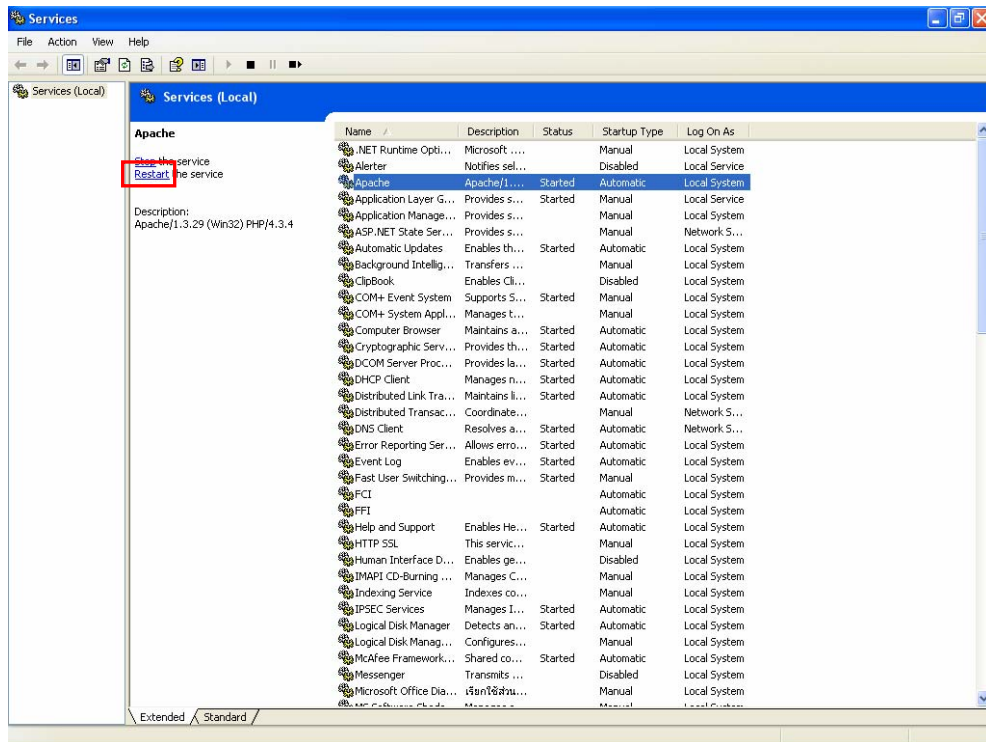 Services
File Action View Help
Services (Local)
Services (Local)
Apache
Stop the service
Restart the service
Description:
Apache/1.3.29 (Win32) PHP/4.3.4
Name Description Status Startup Type Log On As
.NET Runtime Opti... Microsoft .... Manual Local System
Alerter Notifies sel... Disabled Local Service
Apache Apache/1.... Started Automatic Local System
Application Layer G... Provides s... Started Manual Local Service
Application Manage... Provides s... Manual Local System
ASP.NET State Ser... Provides s... Manual Network S...
Automatic Updates Enables th... Started Automatic Local System
Background Intellig... Transfers ... Manual Local System
ClipBook Enables Cli... Disabled Local System
COM+ Event System Supports S... Started Manual Local System
COM+ System Appl... Manages t... Manual Local System
Computer Browser Maintains a... Started Automatic Local System
Cryptographic Serv... Provides th... Started Automatic Local System
DCOM Server Proc... Provides la... Started Automatic Local System
DHCP Client Manages n... Started Automatic Local System
Distributed Link Tra... Maintains li... Started Automatic Local System
Distributed Transac... Coordinate... Manual Network S...
DNS Client Resolves a... Started Automatic Network S...
Error Reporting Ser... Allows erro... Started Automatic Local System
Event Log Enables ev... Started Automatic Local System
Fast User Switching... Provides m... Started Manual Local System
FCI Automatic Local System
FFI Automatic Local System
Help and Support Enables He... Started Automatic Local System
HTTP SSL This servic... Manual Local System
Human Interface D... Enables ge... Disabled Local System
IMAPI CD-Burning ... Manages C... Manual Local System
Indexing Service Indexes co... Manual Local System
IPSEC Services Manages I... Started Automatic Local System
Logical Disk Manager Detects an... Started Automatic Local System
Logical Disk Manag... Configures... Manual Local System
McAfee Framework... Shared co... Started Automatic Local System
Messenger Transmits ... Disabled Local System
Microsoft Office Dia... เรียกใช้ส่วน... Manual Local System
Extended Standard